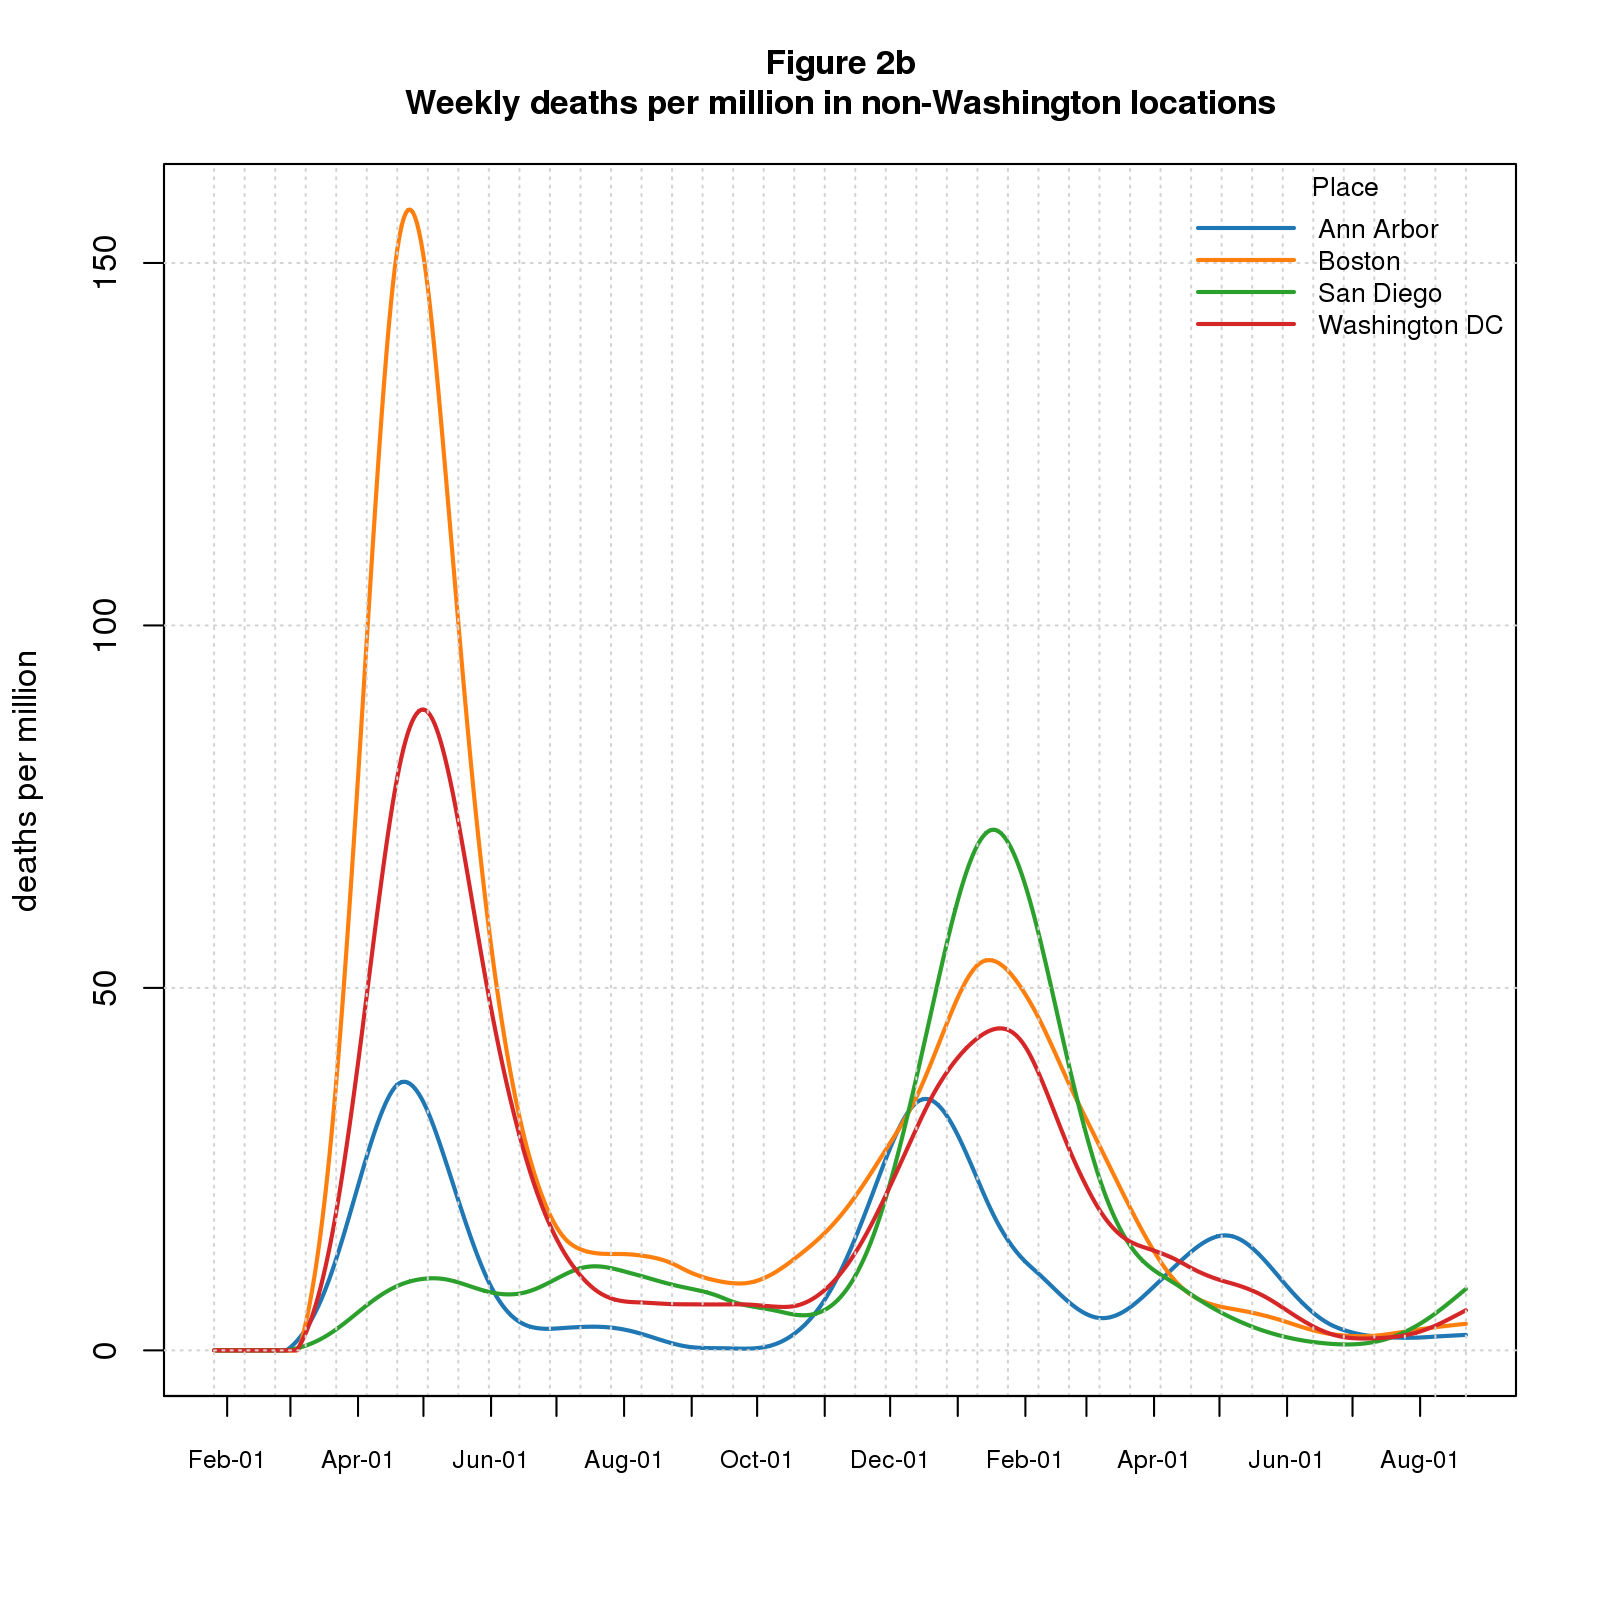 Figure 2b
Weekly deaths per million in non-Washington locations
Place
Ann Arbor
Boston
San Diego
Washington DC
deaths per million
150
100
50
0
Feb-01 Apr-01 Jun-01 Aug-01 Oct-01 Dec-01 Feb-01 Apr-01 Jun-01 Aug-01